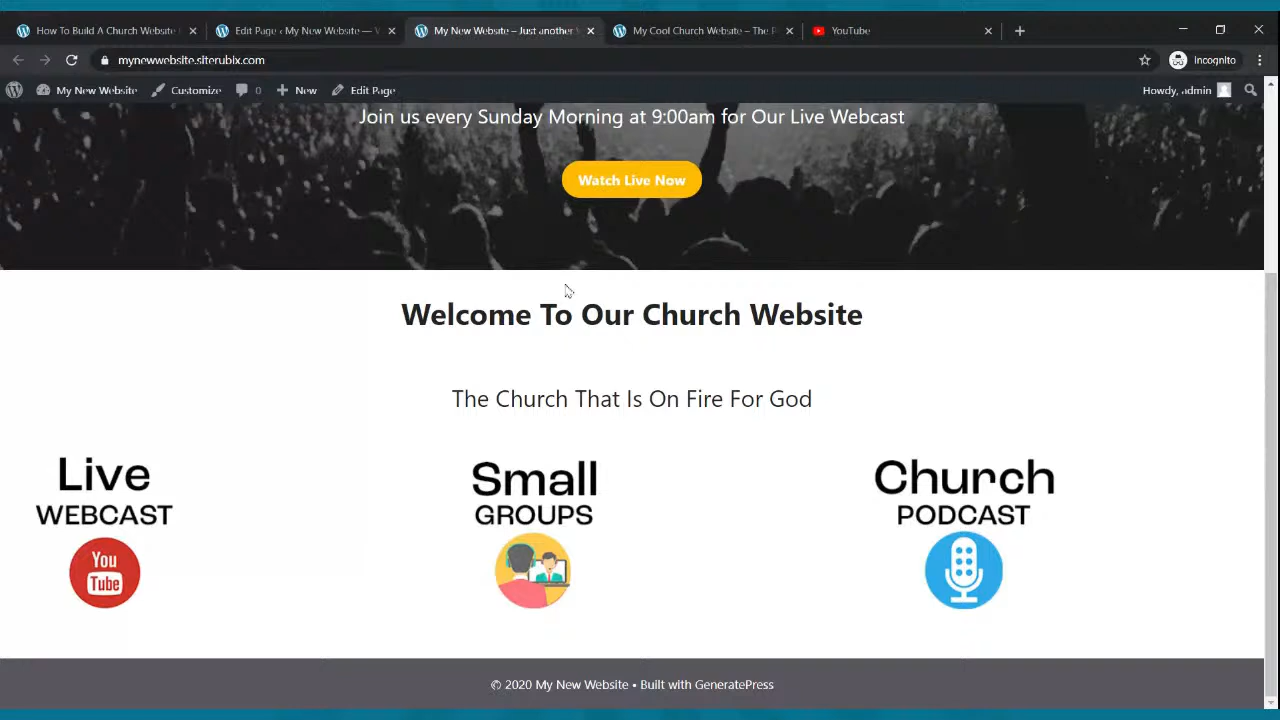 How To Build A Church Website
Edit Page ‹ My New Website —
My New Website – Just another
My Cool Church Website – The
YouTube
mynewwebsite.siterubix.com
Incognito
My New Website
Customize
0
New
Edit Page
Howdy, admin
Join us every Sunday Morning at 9:00am for Our Live Webcast
Watch Live Now
Welcome To Our Church Website
The Church That Is On Fire For God
Live
WEBCAST
You
Tube
Small
GROUPS
Church
PODCAST
© 2020 My New Website • Built with GeneratePress